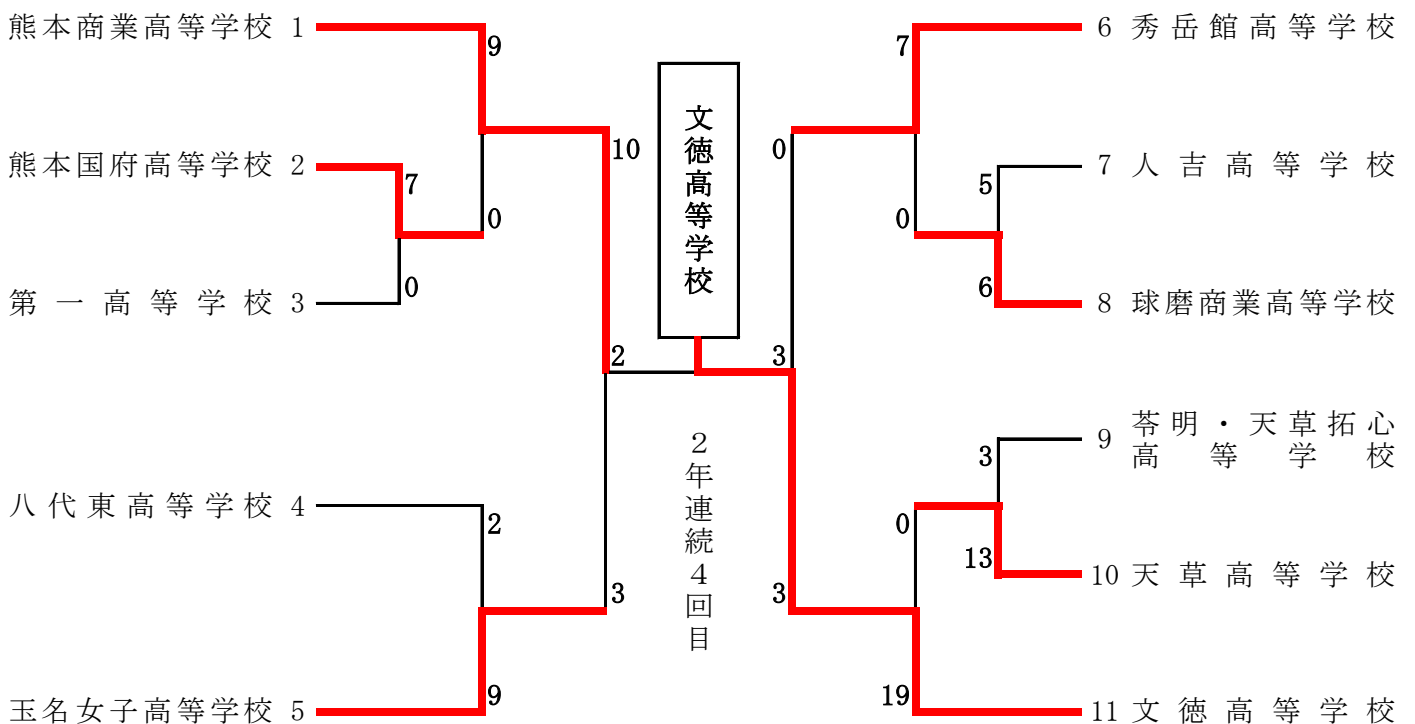 熊本商業高等学校 1
9
熊本国府高等学校 2
7
0
第一高等学校 3
0
10
八代東高等学校 4
2
玉名女子高等学校 5
9
3
2
文徳高等学校
2年連続4回目
3
6 秀岳館高等学校
7
0
7 人吉高等学校
5
0
8 球磨商業高等学校
6
9 苓明・天草拓心
高等学校
3
0
10 天草高等学校
13
3
11 文徳高等学校
19